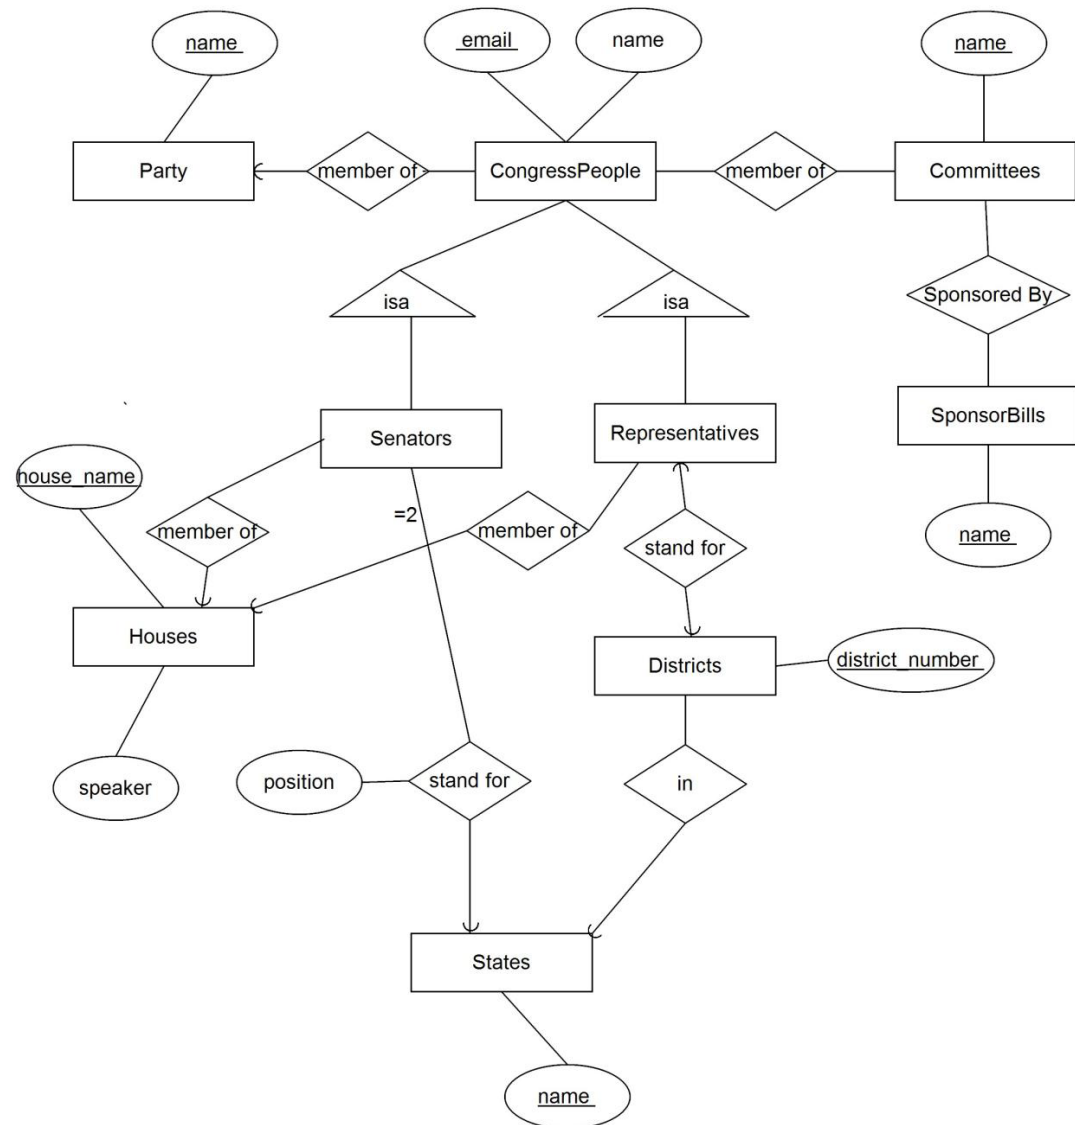 name
email
name
name
Party
member of
CongressPeople
member of
Committees
isa
isa
Sponsored By
Senators
Representatives
SponsorBills
house_name
=2
member of
member of
stand for
name
Houses
Districts
district_number
speaker
position
stand for
in
States
name